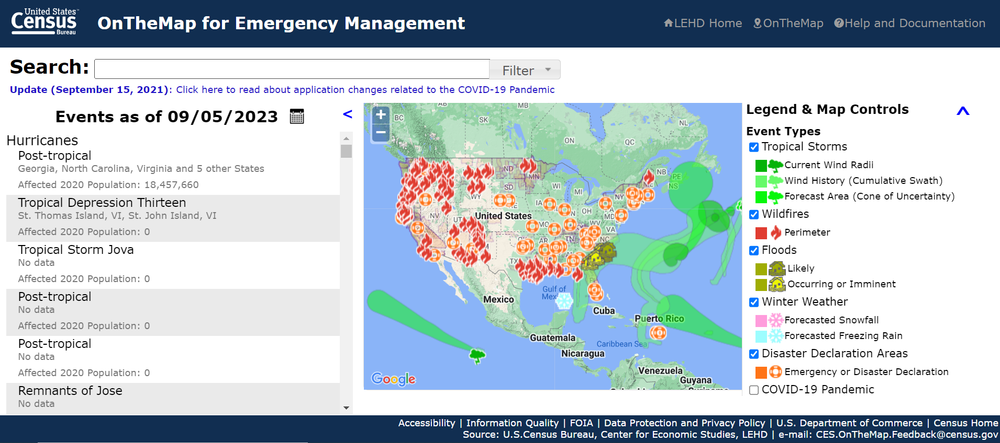 United States™
Census
Bureau
OnTheMap for Emergency Management
LEHD Home
OnTheMap
Help and Documentation
Search:
Filter
Update (September 15, 2021): Click here to read about application changes related to the COVID-19 Pandemic
Events as of 09/05/2023
<
Hurricanes
Post-tropical
Georgia, North Carolina, Virginia and 5 other States
Affected 2020 Population: 18,457,660
Tropical Depression Thirteen
St. Thomas Island, VI, St. John Island, VI
Affected 2020 Population: 0
Tropical Storm Jova
No data
Affected 2020 Population: 0
Post-tropical
No data
Affected 2020 Population: 0
Post-tropical
No data
Affected 2020 Population: 0
Remnants of Jose
No data
+
−
AB
MB
BC
SK
NL
ON
QC
ND
MN
NB
PE
NS
ME
SD
WI
MI
WY
NY
IA
NE
PA
OH
NV
UT
United States
MD
MO
WV
VA
AR
TN
NC
TX
FL
Gulf of
Mexico
Cuba
Puerto Rico
Guatemala
Caribbean Sea
Nicaragua
Venezuela
Guyana
Suriname
Google
Legend & Map Controls
Event Types
Tropical Storms
Current Wind Radii
Wind History (Cumulative Swath)
Forecast Area (Cone of Uncertainty)
Wildfires
Perimeter
Floods
Likely
Occurring or Imminent
Winter Weather
Forecasted Snowfall
Forecasted Freezing Rain
Disaster Declaration Areas
Emergency or Disaster Declaration
COVID-19 Pandemic
Accessibility | Information Quality | FOIA | Data Protection and Privacy Policy | U.S. Department of Commerce | Census Home
Source: U.S.Census Bureau, Center for Economic Studies, LEHD | e-mail: CES.OnTheMap.Feedback@census.gov